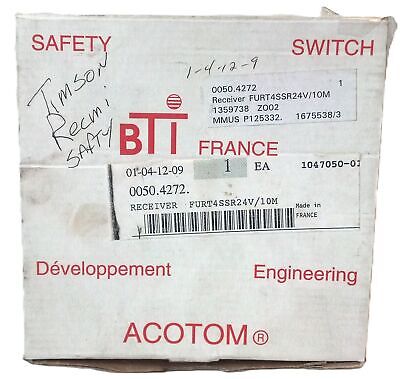 SAFETY SWITCH
1-4-12-9
TIMSON
RECMI
SAFTY
0050.4272 1
Receiver FURT4SSR24V/10M
1359738 Z002
MMUS P125332. 1675538/3
BTI
FRANCE
01-04-12-09 1 EA 1047050-01
0050.4272.
RECEIVER FURT4SSR24V/10M
Made in
FRANCE
Développement Engineering
ACOTOM ®